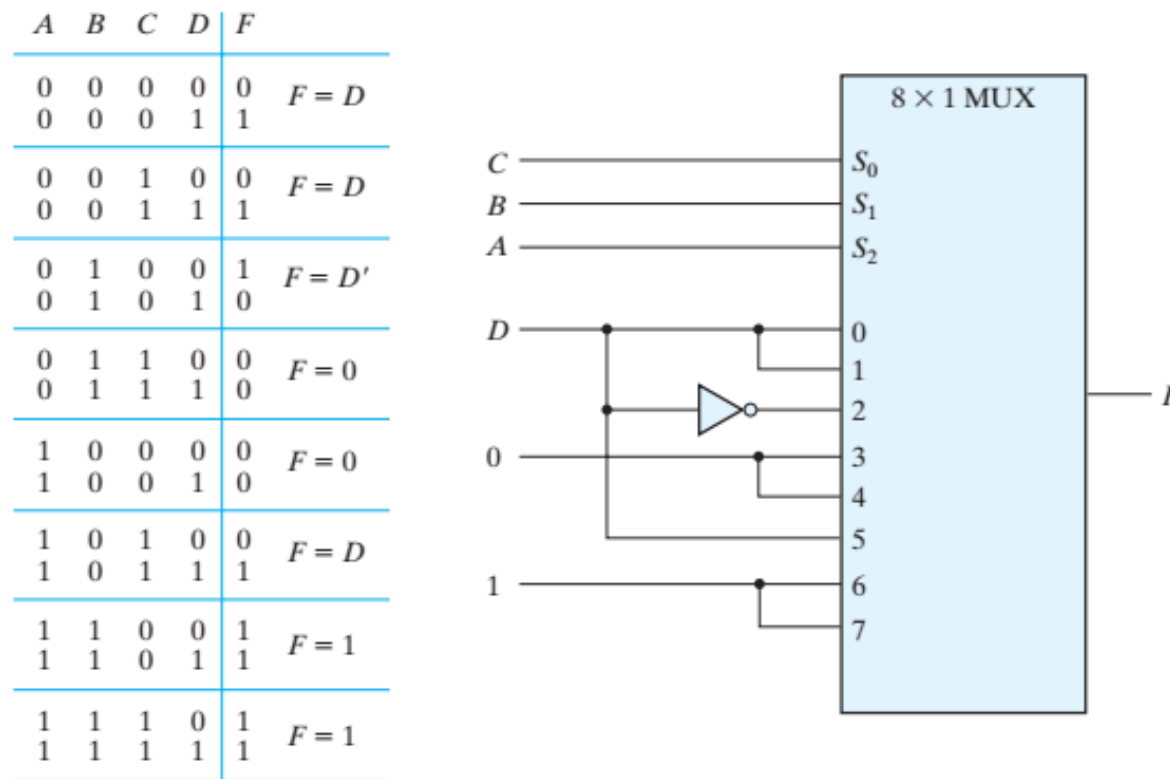 A B C D F
0 0 0 0 0
F = D
0 0 0 1 1
0 0 1 0 0
F = D
0 0 1 1 1
0 1 0 0 1
F = D′
0 1 0 1 0
0 1 1 0 0
F = 0
0 1 1 1 0
1 0 0 0 0
F = 0
1 0 0 1 0
1 0 1 0 0
F = D
1 0 1 1 1
1 1 0 0 1
F = 1
1 1 0 1 1
1 1 1 0 1
F = 1
1 1 1 1 1
8 × 1 MUX
C S₀
B S₁
A S₂
D 0
1
2
0 3
4
5
1 6
7